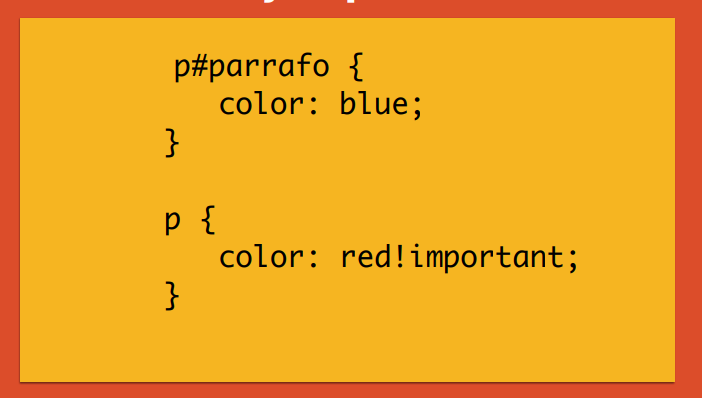 p#parrafo {
color: blue;
}
p {
color: red!important;
}